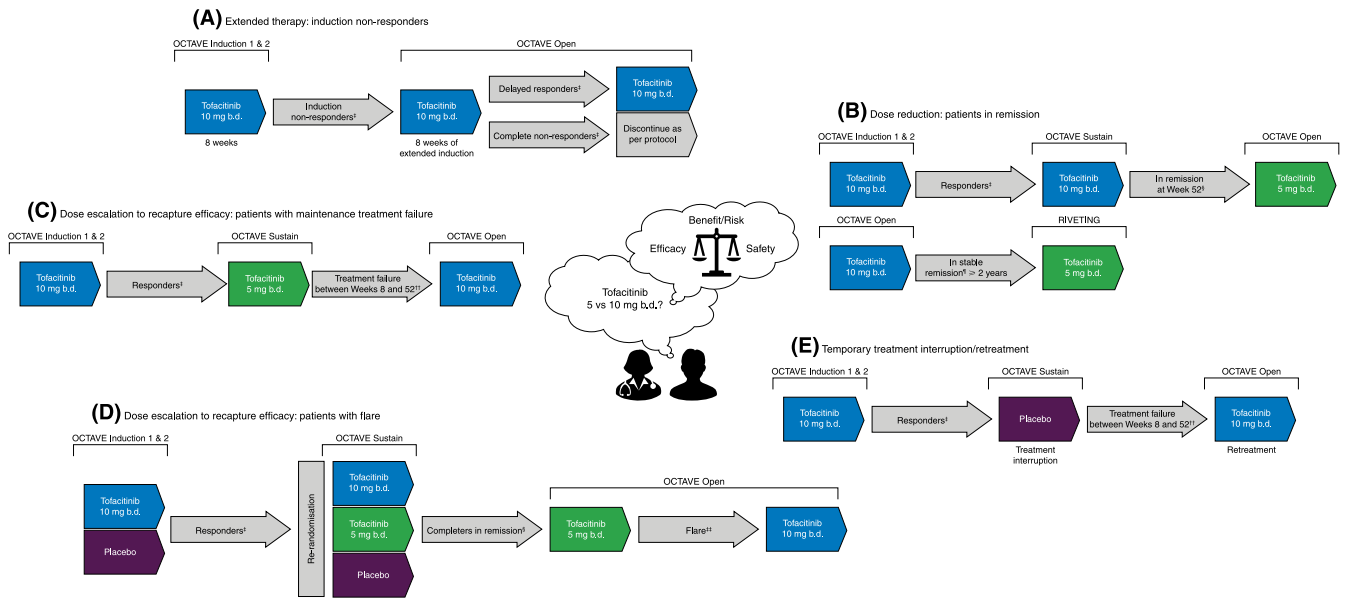 (A) Extended therapy: induction non-responders
OCTAVE Induction 1 & 2
OCTAVE Open
Tofacitinib
10 mg b.d.
8 weeks
Induction
non-responders‡
Tofacitinib
10 mg b.d.
8 weeks of
extended induction
Delayed responders‡
Complete non-responders‡
Tofacitinib
10 mg b.d.
Discontinue as
per protocol
(B) Dose reduction: patients in remission
OCTAVE Induction 1 & 2
OCTAVE Sustain
OCTAVE Open
Tofacitinib
10 mg b.d.
Responders‡
Tofacitinib
10 mg b.d.
In remission
at Week 52§
Tofacitinib
5 mg b.d.
OCTAVE Open
RIVETING
Tofacitinib
10 mg b.d.
In stable
remission¶ ⩾ 2 years
Tofacitinib
5 mg b.d.
(C) Dose escalation to recapture efficacy: patients with maintenance treatment failure
OCTAVE Induction 1 & 2
OCTAVE Sustain
OCTAVE Open
Tofacitinib
10 mg b.d.
Responders‡
Tofacitinib
5 mg b.d.
Treatment failure
between Weeks 8 and 52††
Tofacitinib
10 mg b.d.
Benefit/Risk
Efficacy
Safety
Tofacitinib
5 vs 10 mg b.d.?
(E) Temporary treatment interruption/retreatment
OCTAVE Induction 1 & 2
OCTAVE Sustain
OCTAVE Open
Tofacitinib
10 mg b.d.
Responders‡
Placebo
Treatment
interruption
Treatment failure
between Weeks 8 and 52††
Tofacitinib
10 mg b.d.
Retreatment
(D) Dose escalation to recapture efficacy: patients with flare
OCTAVE Induction 1 & 2
OCTAVE Sustain
OCTAVE Open
Tofacitinib
10 mg b.d.
Placebo
Responders‡
Re-randomisation
Tofacitinib
10 mg b.d.
Tofacitinib
5 mg b.d.
Placebo
Completers in remission§
Tofacitinib
5 mg b.d.
Flare‡‡
Tofacitinib
10 mg b.d.